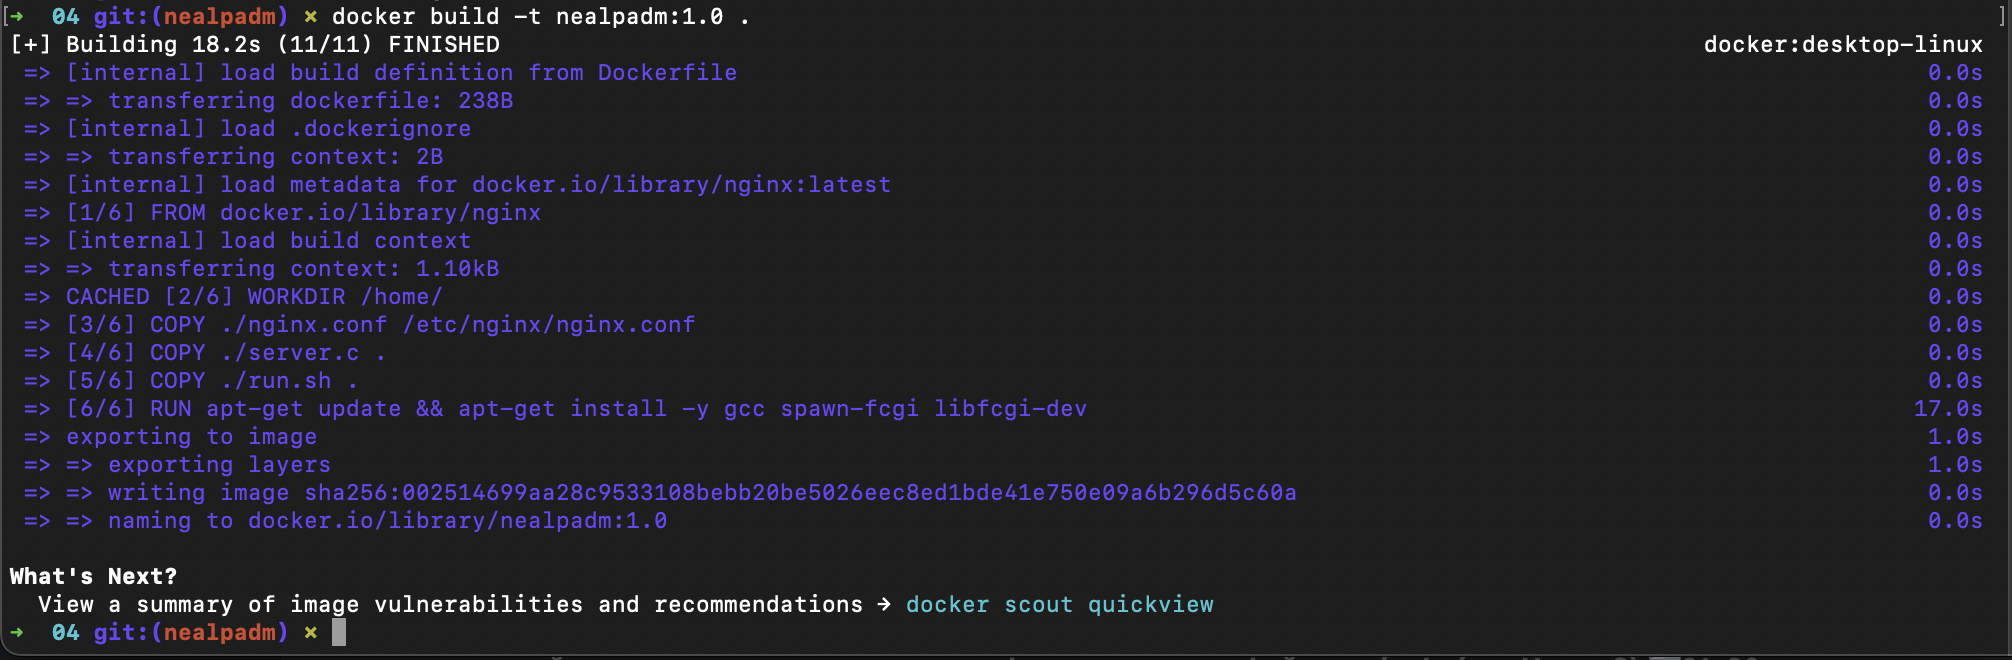 [➜  04 git:(nealpadm) ✗ docker build -t nealpadm:1.0 . ]
[+] Building 18.2s (11/11) FINISHED docker:desktop-linux
=> [internal] load build definition from Dockerfile 0.0s
=> => transferring dockerfile: 238B 0.0s
=> [internal] load .dockerignore 0.0s
=> => transferring context: 2B 0.0s
=> [internal] load metadata for docker.io/library/nginx:latest 0.0s
=> [1/6] FROM docker.io/library/nginx 0.0s
=> [internal] load build context 0.0s
=> => transferring context: 1.10kB 0.0s
=> CACHED [2/6] WORKDIR /home/ 0.0s
=> [3/6] COPY ./nginx.conf /etc/nginx/nginx.conf 0.0s
=> [4/6] COPY ./server.c . 0.0s
=> [5/6] COPY ./run.sh . 0.0s
=> [6/6] RUN apt-get update && apt-get install -y gcc spawn-fcgi libfcgi-dev 17.0s
=> exporting to image 1.0s
=> => exporting layers 1.0s
=> => writing image sha256:002514699aa28c9533108bebb20be5026eec8ed1bde41e750e09a6b296d5c60a 0.0s
=> => naming to docker.io/library/nealpadm:1.0 0.0s
What's Next?
View a summary of image vulnerabilities and recommendations → docker scout quickview
➜  04 git:(nealpadm) ✗